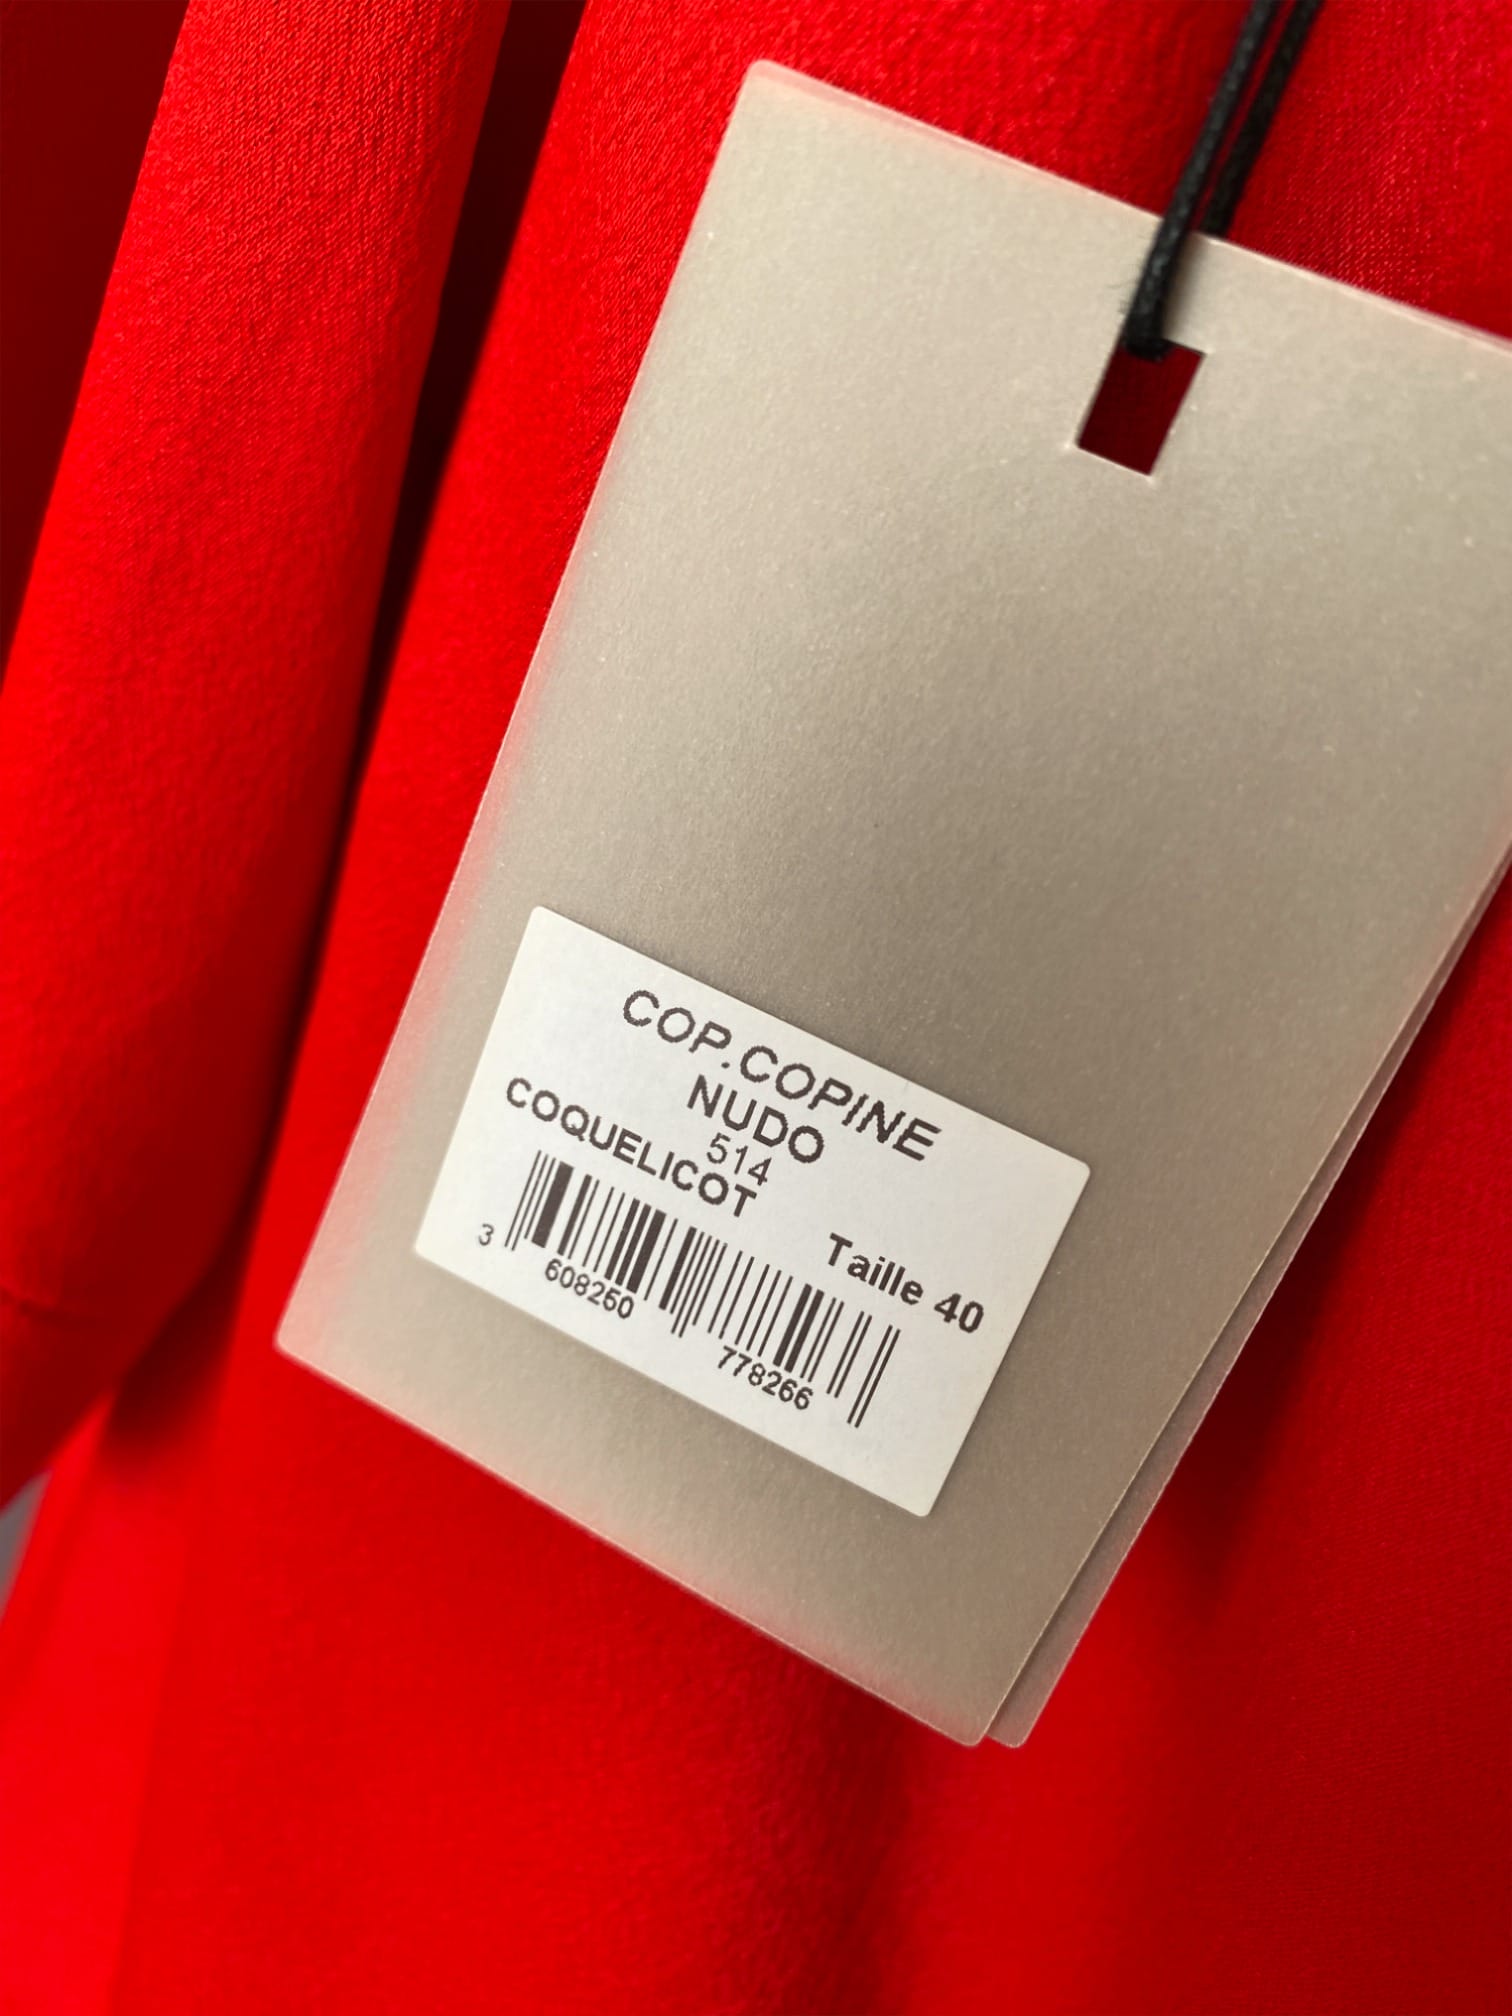 COP.COPINE
NUDO
514
COQUELICOT
Taille 40
3 608250 778266